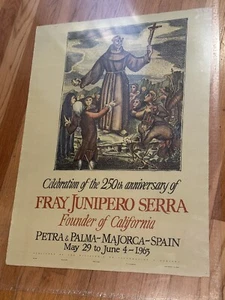 Celebration of the 250th anniversary of
FRAY JUNIPERO SERRA
Founder of California
PETRA & PALMA-MAJORCA-SPAIN
May 29 to June 4-1963